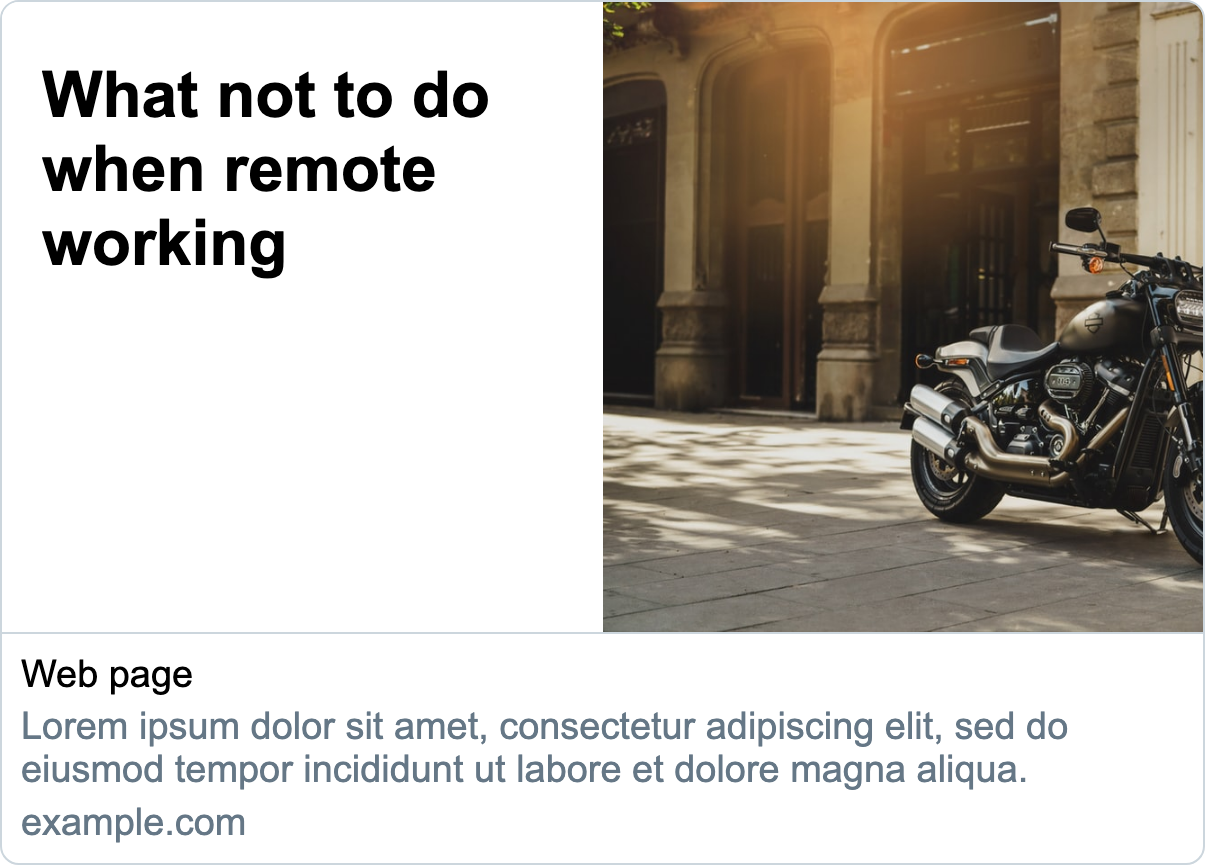 What not to do
when remote
working
Web page
Lorem ipsum dolor sit amet, consectetur adipiscing elit, sed do
eiusmod tempor incididunt ut labore et dolore magna aliqua.
example.com